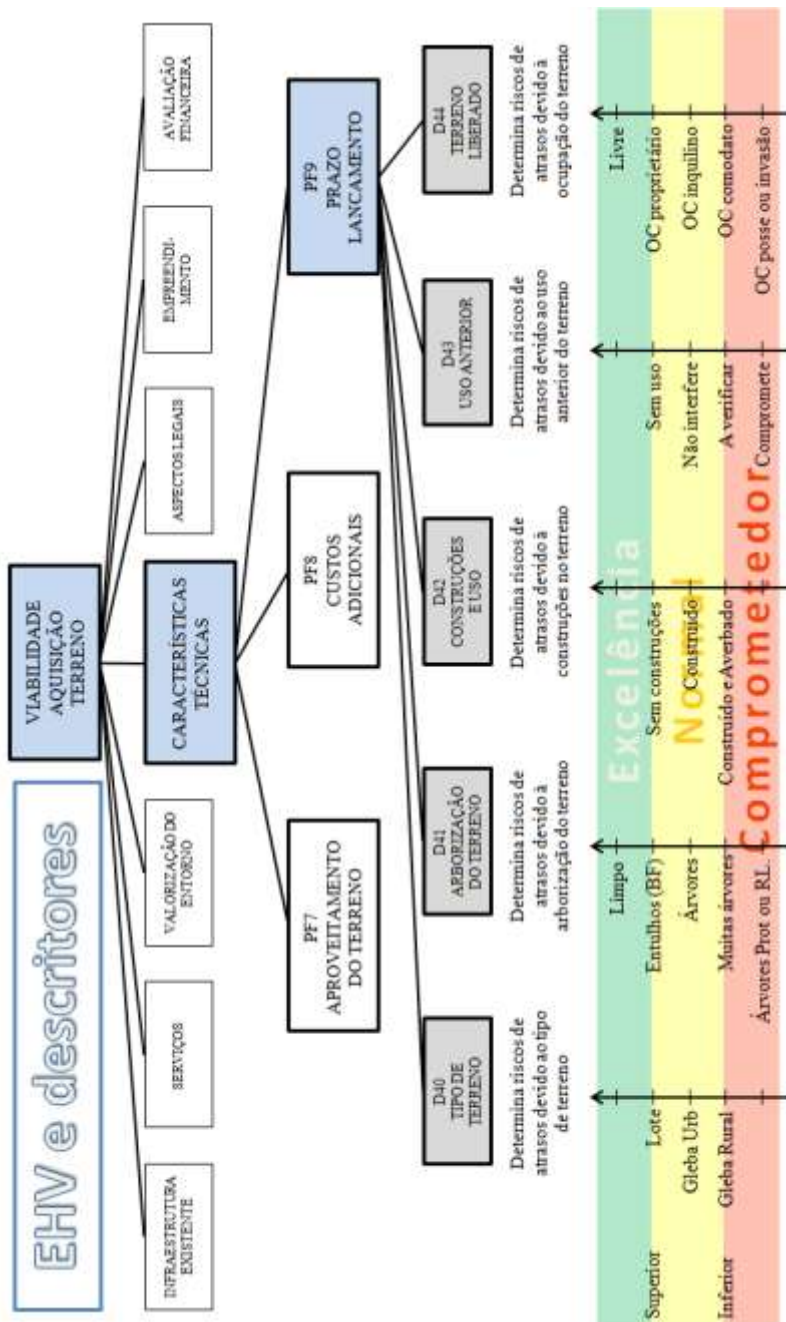 EHV e descritores
VIABILIDADE
AQUISIÇÃO
TERRENO
INFRAESTRUTURA
EXISTENTE
SERVIÇOS
VALORIZAÇÃO DO
ENTORNO
CARACTERÍSTICAS
TÉCNICAS
ASPECTOS LEGAIS
EMPREENDI-
MENTO
AVALIAÇÃO
FINANCEIRA
PF7
APROVEITAMENTO
DO TERRENO
PF8
CUSTOS
ADICIONAIS
PF9
PRAZO
LANCAMENTO
D40
TIPO DE
TERRENO
D41
ARBORIZAÇÃO
DO TERRENO
D42
CONSTRUÇÕES
E USO
D43
USO ANTERIOR
D44
TERRENO
LIBERADO
Determina riscos de
atrasos devido ao tipo
de terreno
Determina riscos de
atrasos devido à
arborização do terreno
Determina riscos de
atrasos devido à
construções no terreno
Determina riscos de
atrasos devido ao uso
anterior do terreno
Determina riscos de
atrasos devido à
ocupação do terreno
Excelência
Normal
Comprometedor
Superior
Inferior
Lote
Gleba Urb
Gleba Rural
Limpo
Entulhos (BF)
Árvores
Muitas árvores
Árvores Prot ou RL.
Sem construções
Construído
Construído e Averbado
Sem uso
Não interfere
A verificar
Compromete
Livre
OC proprietário
OC inquilino
OC comodato
OC posse ou invasão